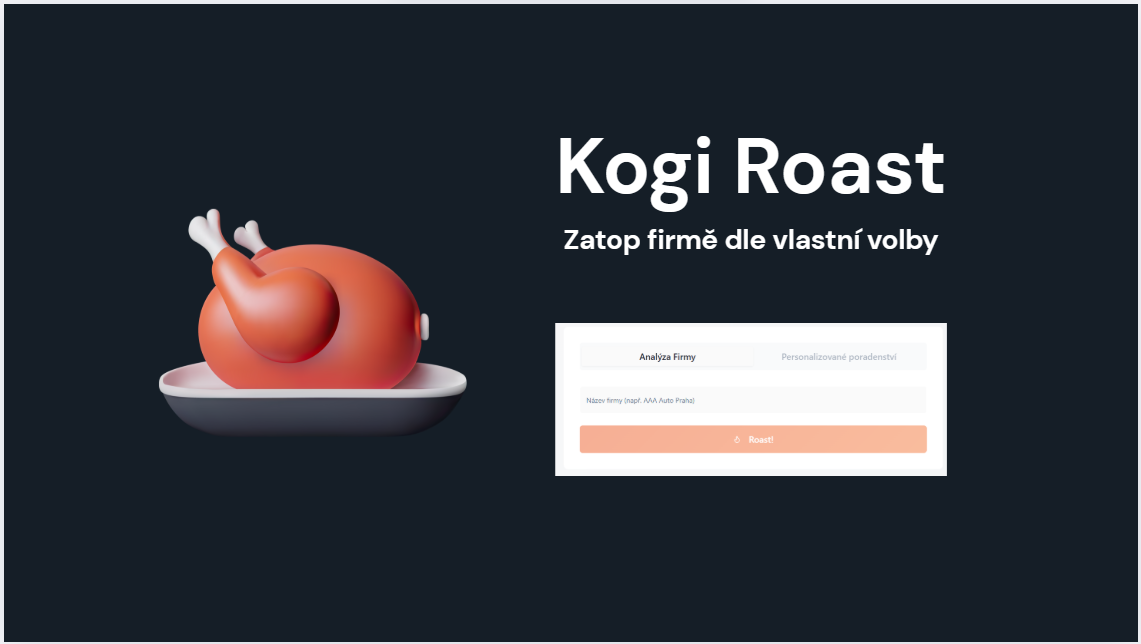 Kogi Roast
Zatop firmě dle vlastní volby
Analýza Firmy
Personalizované poradenství
Název firmy (např. AAA Auto Praha)
Roast!